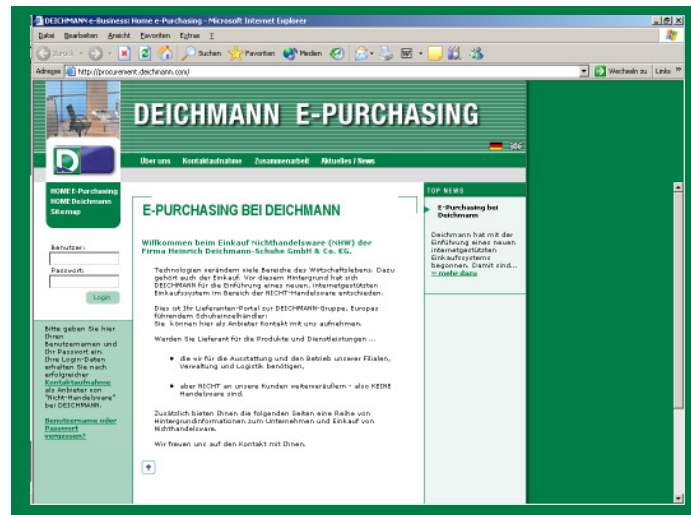 DEICHMANN e-Business: Home e-Purchasing - Microsoft Internet Explorer
Datei Bearbeiten Ansicht Favoriten Extras ?
Zurück Suchen Favoriten Medien
Adresse http://procurement.deichmann.com/ Wechseln zu Links »
DEICHMANN E-PURCHASING
Über uns Kontaktaufnahme Zusammenarbeit Aktuelles / News
HOME E-Purchasing
HOME Deichmann
Sitemap
Benutzer:
Passwort:
Login
Bitte geben Sie hier
Ihren
Benutzernamen und
Ihr Passwort ein.
Ihre Login-Daten
erhalten Sie nach
erfolgreicher
Kontaktaufnahme
als Anbieter von
"Nicht-Handelsware"
bei DEICHMANN.
Benutzername oder
Passwort
vergessen?
E-PURCHASING BEI DEICHMANN
Willkommen beim Einkauf Nichthandelsware (NHW) der
Firma Heinrich Deichmann-Schuhe GmbH & Co. KG.
Technologien verändern viele Bereiche des Wirtschaftslebens. Dazu
gehört auch der Einkauf. Vor diesem Hintergrund hat sich
DEICHMANN für die Einführung eines neuen, internetgestützten
Einkaufssystem im Bereich der NICHT-Handelsware entschieden.
Dies ist Ihr Lieferanten-Portal zur DEICHMANN-Gruppe, Europas
führendem Schuheinzelhändler:
Sie können hier als Anbieter Kontakt mit uns aufnehmen.
Werden Sie Lieferant für die Produkte und Dienstleistungen ...
• die wir für die Ausstattung und den Betrieb unserer Filialen,
Verwaltung und Logistik benötigen,
• aber NICHT an unsere Kunden weiterveräußern - also KEINE
Handelsware sind.
Zusätzlich bieten Ihnen die folgenden Seiten eine Reihe von
Hintergrundinformationen zum Unternehmen und Einkauf von
Nichthandelsware.
Wir freuen uns auf den Kontakt mit Ihnen.
TOP NEWS
E-Purchasing bei
Deichmann
Deichmann hat mit der
Einführung eines neuen
internetgestützten
Einkaufssystems
begonnen. Damit sind...
» mehr dazu